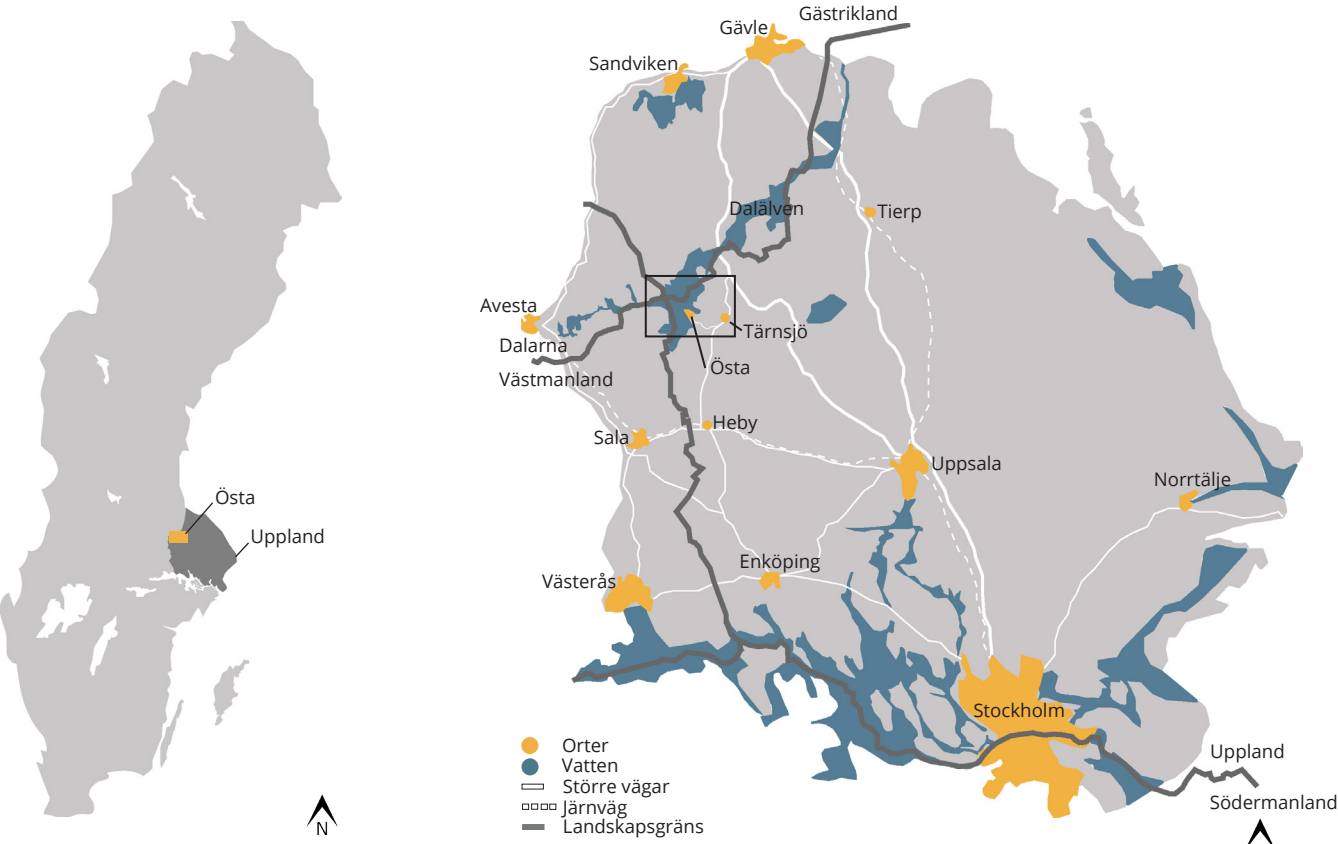 Östa
Uppland
N
Gästrikland
Gävle
Sandviken
Dalälven
Tierp
Avesta
Tärnsjö
Dalarna
Östa
Västmanland
Heby
Sala
Uppsala
Norrtälje
Enköping
Västerås
Stockholm
Orter
Vatten
Större vägar
Järnväg
Landskapsgräns
Uppland
Södermanland